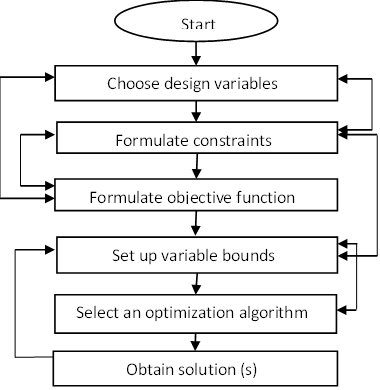 Start
Choose design variables
Formulate constraints
Formulate objective function
Set up variable bounds
Select an optimization algorithm
Obtain solution (s)